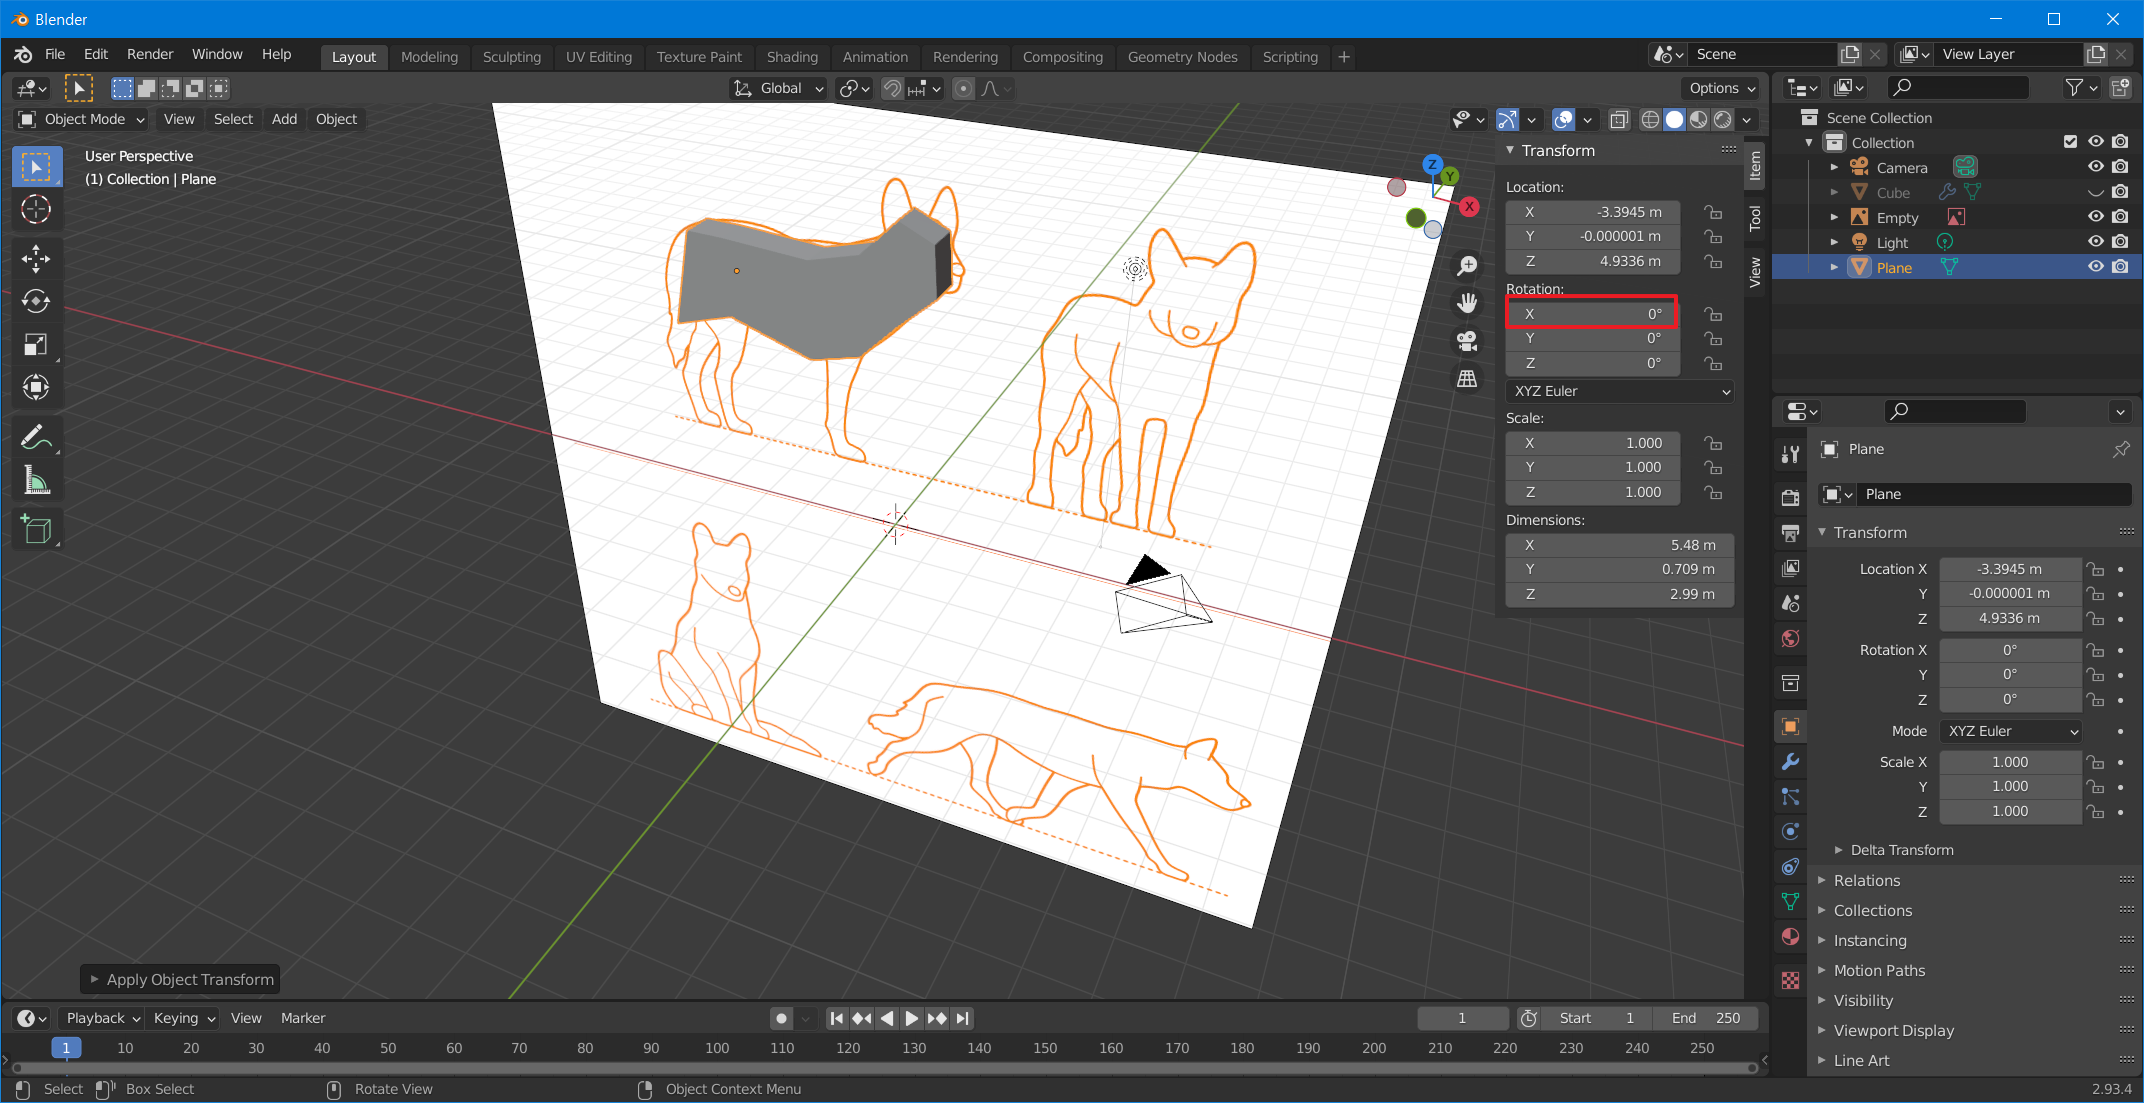 Blender
File Edit Render Window Help Layout Modeling Sculpting UV Editing Texture Paint Shading Animation Rendering Compositing Geometry Nodes Scripting + Scene View Layer
Global Options
Object Mode View Select Add Object
User Perspective
(1) Collection | Plane
Z
Y
X
Transform
Location:
X -3.3945 m
Y -0.000001 m
Z 4.9336 m
Rotation:
X 0°
Y 0°
Z 0°
XYZ Euler
Scale:
X 1.000
Y 1.000
Z 1.000
Dimensions:
X 5.48 m
Y 0.709 m
Z 2.99 m
Item
Tool
View
Scene Collection
Collection
Camera
Cube
Empty
Light
Plane
Plane
Plane
Transform
Location X -3.3945 m
Y -0.000001 m
Z 4.9336 m
Rotation X 0°
Y 0°
Z 0°
Mode XYZ Euler
Scale X 1.000
Y 1.000
Z 1.000
Delta Transform
Relations
Collections
Instancing
Motion Paths
Visibility
Viewport Display
Line Art
Apply Object Transform
Playback Keying View Marker 1 Start 1 End 250
1 10 20 30 40 50 60 70 80 90 100 110 120 130 140 150 160 170 180 190 200 210 220 230 240 250
Select Box Select Rotate View Object Context Menu 2.93.4